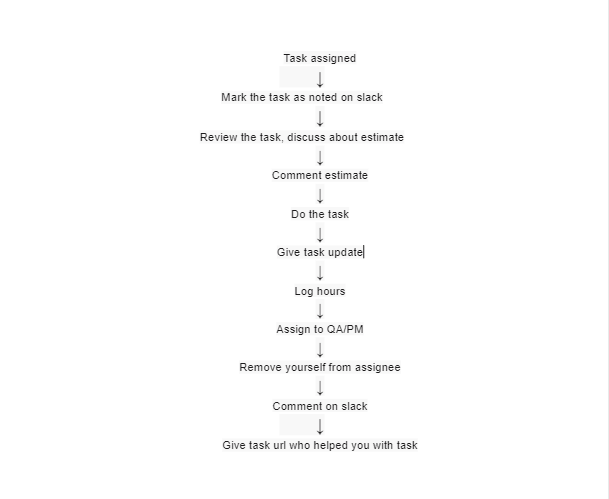 Task assigned
↓
Mark the task as noted on slack
↓
Review the task, discuss about estimate
↓
Comment estimate
↓
Do the task
↓
Give task update
↓
Log hours
↓
Assign to QA/PM
↓
Remove yourself from assignee
↓
Comment on slack
↓
Give task url who helped you with task